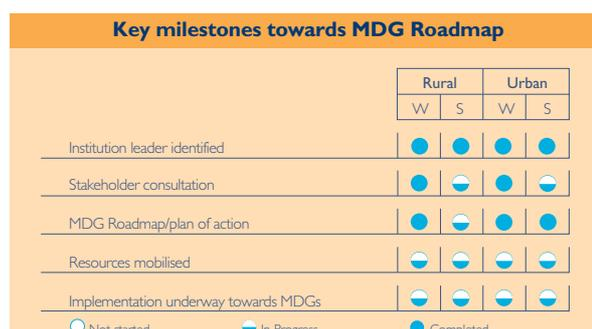 Key milestones towards MDG Roadmap
Rural Urban
W S W S
Institution leader identified
Stakeholder consultation
MDG Roadmap/plan of action
Resources mobilised
Implementation underway towards MDGs
Not started In Progress Completed